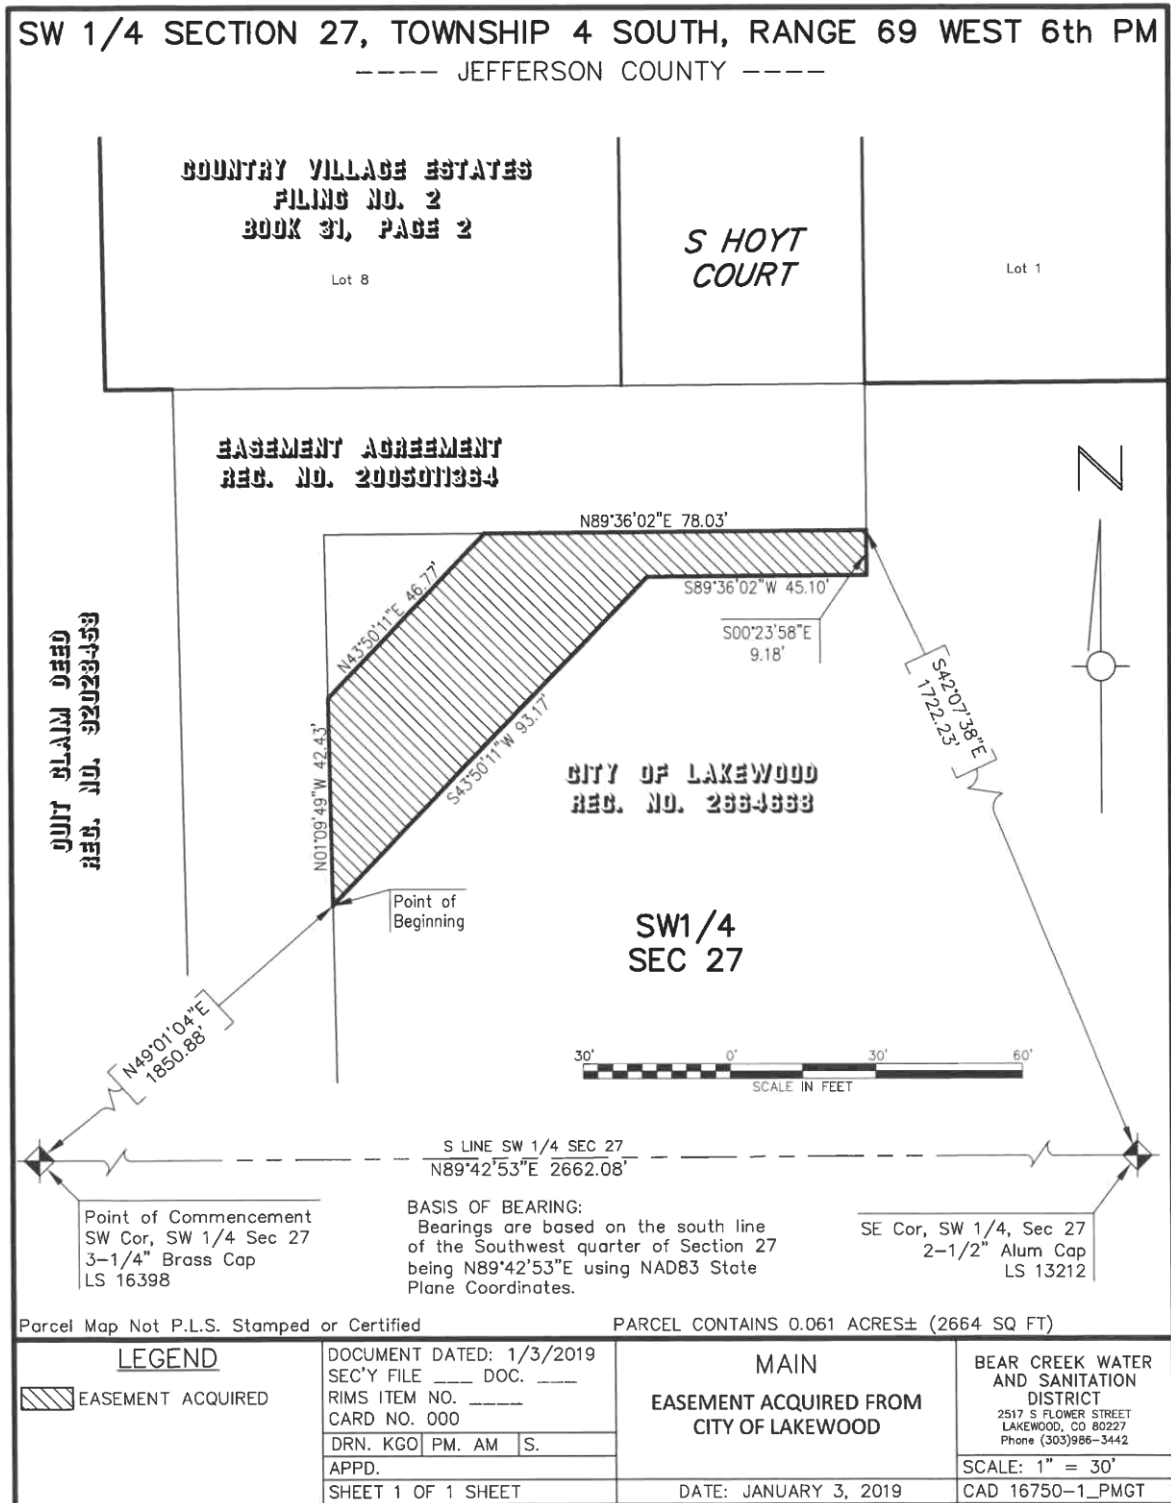 SW 1/4 SECTION 27, TOWNSHIP 4 SOUTH, RANGE 69 WEST 6th PM
---- JEFFERSON COUNTY ----
COUNTRY VILLAGE ESTATES
FILING NO. 2
BOOK 31, PAGE 2
Lot 8
S HOYT
COURT
Lot 1
EASEMENT AGREEMENT
REC. NO. 2005011364
N
N89°36'02"E 78.03'
S89°36'02"W 45.10'
S00°23'58"E
9.18'
N43°50'11"E 46.77'
S42°07'38"E
1722.23'
QUIT CLAIM DEED
REC. NO. 92028458
N01°09'49"W 42.43'
S43°50'11"W 93.17'
CITY OF LAKEWOOD
REC. NO. 2664668
Point of
Beginning
SW1/4
SEC 27
N49°01'04"E
1850.88'
30' 0' 30' 60'
SCALE IN FEET
S LINE SW 1/4 SEC 27
N89°42'53"E 2662.08'
Point of Commencement
SW Cor, SW 1/4 Sec 27
3-1/4" Brass Cap
LS 16398
BASIS OF BEARING:
Bearings are based on the south line
of the Southwest quarter of Section 27
being N89°42'53"E using NAD83 State
Plane Coordinates.
SE Cor, SW 1/4, Sec 27
2-1/2" Alum Cap
LS 13212
Parcel Map Not P.L.S. Stamped or Certified
PARCEL CONTAINS 0.061 ACRES± (2664 SQ FT)
LEGEND
EASEMENT ACQUIRED
DOCUMENT DATED: 1/3/2019
SEC'Y FILE ___ DOC. ___
RIMS ITEM NO. ____
CARD NO. 000
DRN. KGO PM. AM S.
APPD.
SHEET 1 OF 1 SHEET
MAIN
EASEMENT ACQUIRED FROM
CITY OF LAKEWOOD
DATE: JANUARY 3, 2019
BEAR CREEK WATER
AND SANITATION
DISTRICT
2517 S FLOWER STREET
LAKEWOOD, CO 80227
Phone (303)986-3442
SCALE: 1" = 30'
CAD 16750-1_PMGT